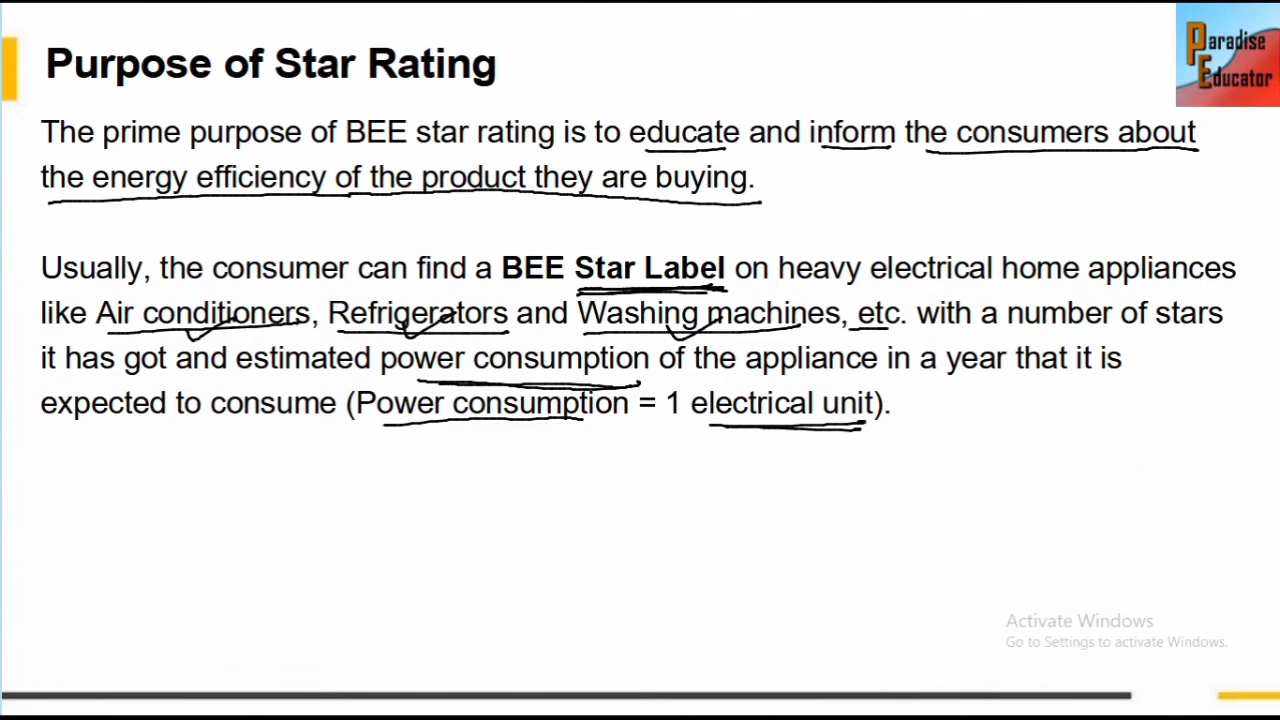 Purpose of Star Rating
Paradise
Educator
The prime purpose of BEE star rating is to educate and inform the consumers about
the energy efficiency of the product they are buying.
Usually, the consumer can find a BEE Star Label on heavy electrical home appliances
like Air conditioners, Refrigerators and Washing machines, etc. with a number of stars
it has got and estimated power consumption of the appliance in a year that it is
expected to consume (Power consumption = 1 electrical unit).
Activate Windows
Go to Settings to activate Windows.